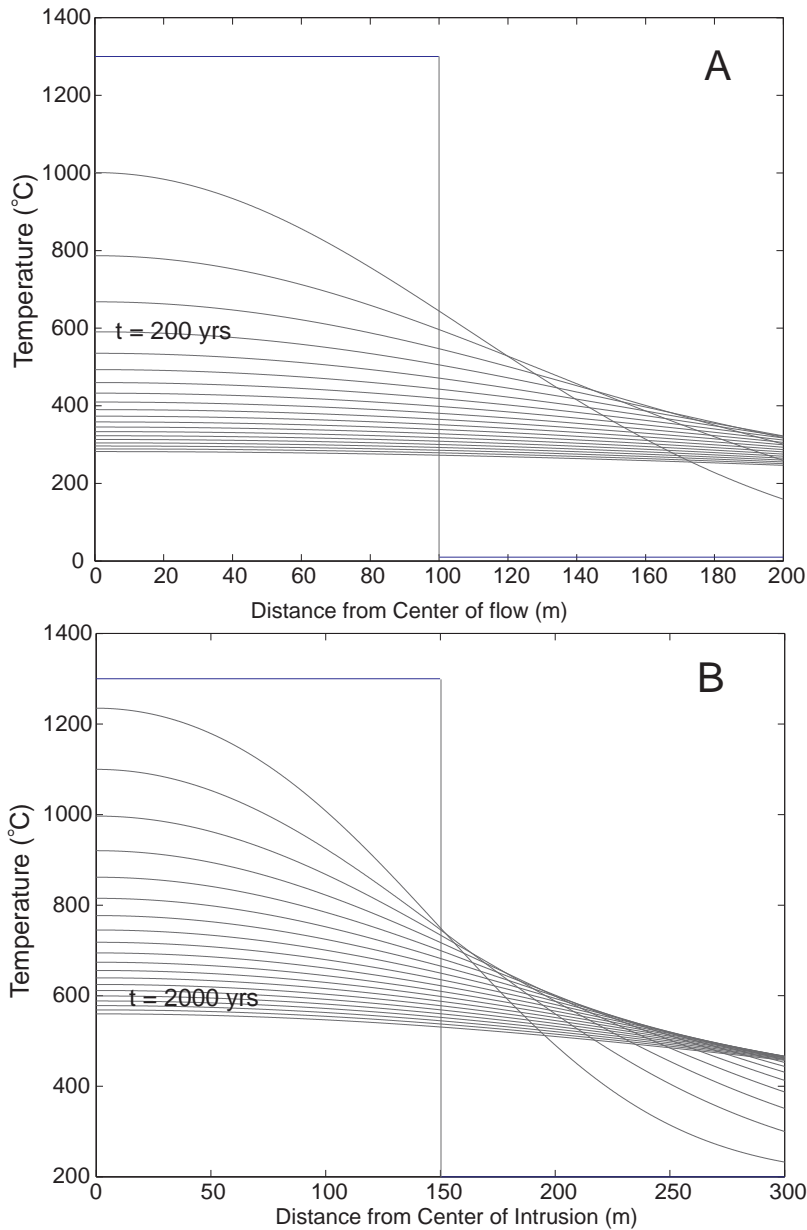 1400
A
1200
1000
800
600
400
200
0
Temperature (°C)
t = 200 yrs
0 20 40 60 80 100 120 140 160 180 200
Distance from Center of flow (m)
1400
B
1200
1000
800
600
400
200
Temperature (°C)
t = 2000 yrs
0 50 100 150 200 250 300
Distance from Center of Intrusion (m)